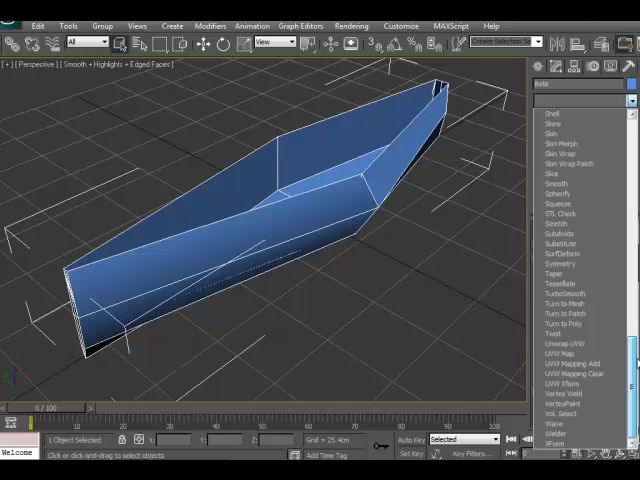 Edit Tools Group Views Create Modifiers Animation Graph Editors Rendering Customize MAXScript Help
All View 3 Create Selection Se
[ + ] [ Perspective ] [ Smooth + Highlights + Edged Faces ]
Bote
Shell
Skew
Skin
Skin Morph
Skin Wrap
Skin Wrap Patch
Slice
Smooth
Spherify
Squeeze
STL Check
Stretch
Subdivide
Substitute
SurfDeform
Symmetry
Taper
Tessellate
TurboSmooth
Turn to Mesh
Turn to Patch
Turn to Poly
Twist
Unwrap UVW
UVW Map
UVW Mapping Add
UVW Mapping Clear
UVW Xform
Vertex Weld
VertexPaint
Vol. Select
Wave
Welder
XForm
0 / 100
0 10 20 30 40 50 60 70 80 90 100
1 Object Selected X: Y: Z: Grid = 25.4cm Auto Key Selected
Welcome Click or click-and-drag to select objects Add Time Tag Set Key Key Filters... 0